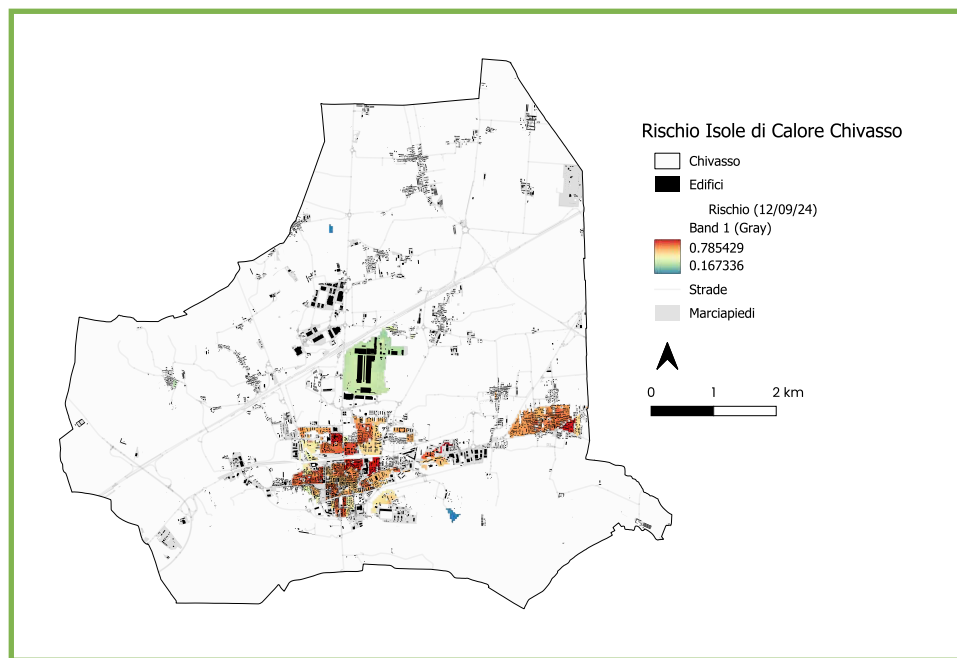 Rischio Isole di Calore Chivasso
Chivasso
Edifici
Rischio (12/09/24)
Band 1 (Gray)
0.785429
0.167336
Strade
Marciapiedi
0 1 2 km